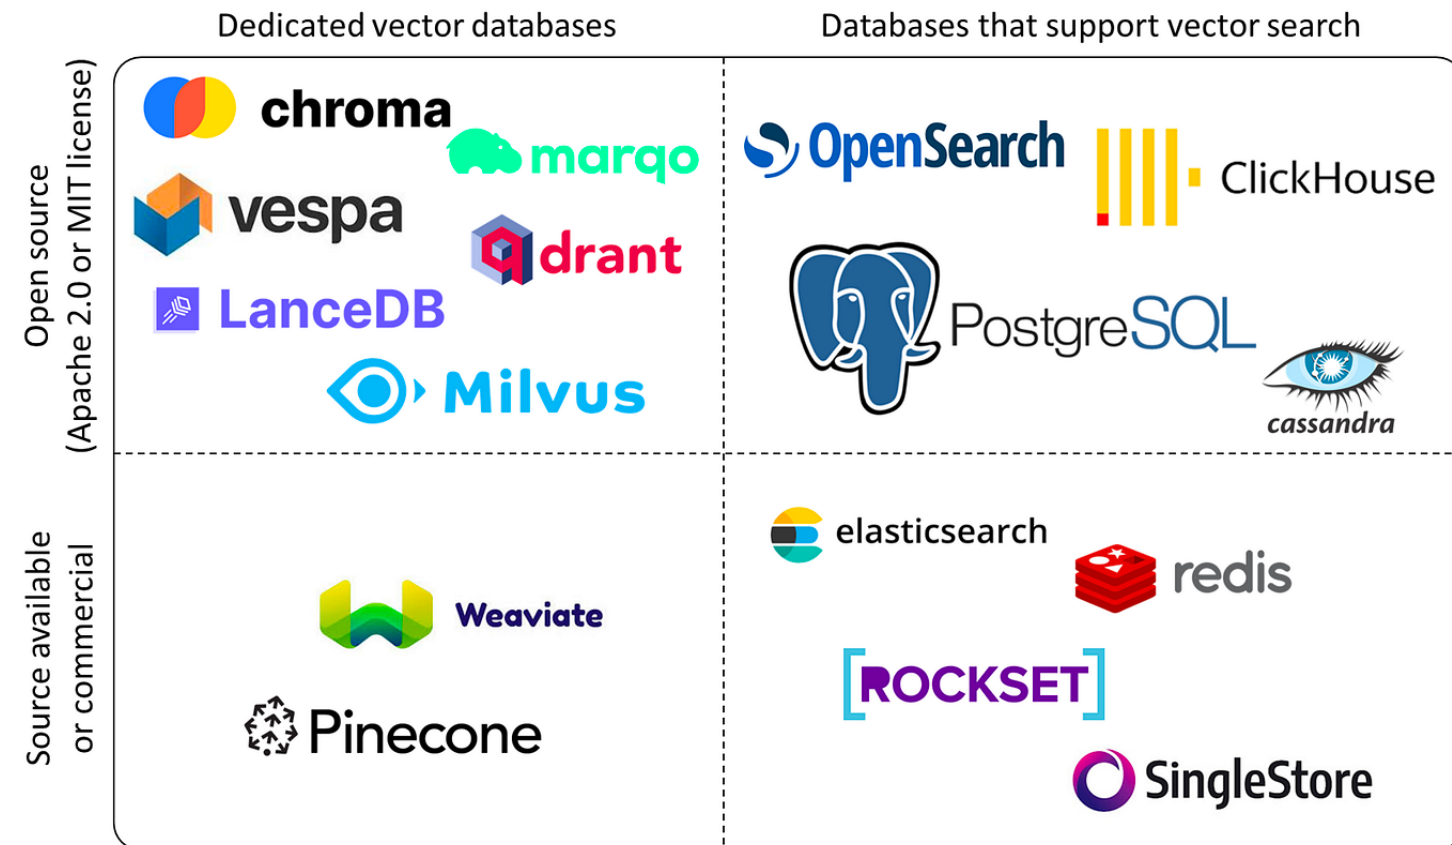 Dedicated vector databases
Databases that support vector search
Open source
(Apache 2.0 or MIT license)
chroma
marqo
vespa
qdrant
LanceDB
Milvus
OpenSearch
ClickHouse
PostgreSQL
cassandra
Source available
or commercial
Weaviate
Pinecone
elasticsearch
redis
[ROCKSET]
SingleStore